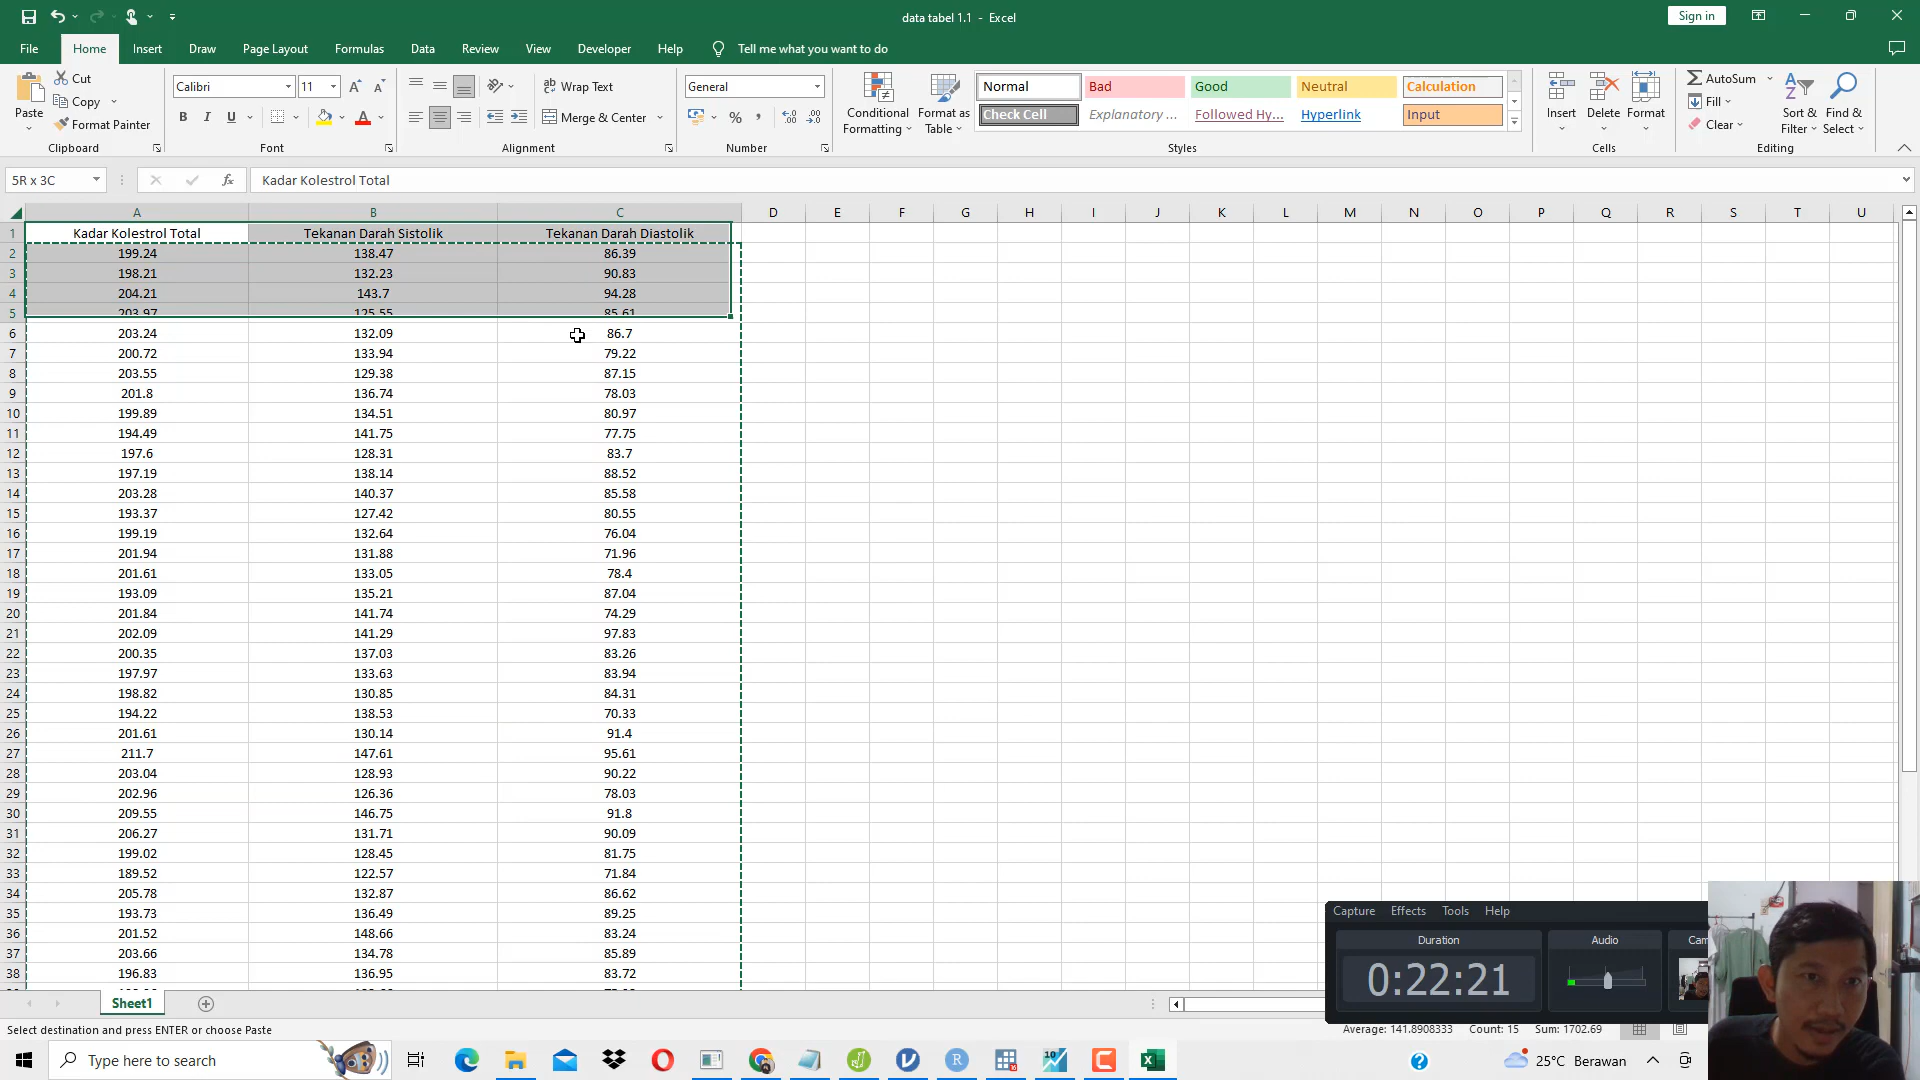 data tabel 1.1 - Excel
Sign in
File Home Insert Draw Page Layout Formulas Data Review View Developer Help Tell me what you want to do
Paste Cut Copy Format Painter Clipboard
Calibri 11 B I U A Font
Wrap Text Merge & Center Alignment
General % Number
Conditional Formatting Format as Table
Normal Bad Good Neutral Calculation
Check Cell Explanatory ... Followed Hy... Hyperlink Input
Styles
Insert Delete Format Cells
AutoSum Fill Clear Sort & Filter Find & Select Editing
5R x 3C fx Kadar Kolestrol Total
A B C D E F G H I J K L M N O P Q R S T U
1 Kadar Kolestrol Total Tekanan Darah Sistolik Tekanan Darah Diastolik
2 199.24 138.47 86.39
3 198.21 132.23 90.83
4 204.21 143.7 94.28
5 203.97 125.55 85.61
6 203.24 132.09 86.7
7 200.72 133.94 79.22
8 203.55 129.38 87.15
9 201.8 136.74 78.03
10 199.89 134.51 80.97
11 194.49 141.75 77.75
12 197.6 128.31 83.7
13 197.19 138.14 88.52
14 203.28 140.37 85.58
15 193.37 127.42 80.55
16 199.19 132.64 76.04
17 201.94 131.88 71.96
18 201.61 133.05 78.4
19 193.09 135.21 87.04
20 201.84 141.74 74.29
21 202.09 141.29 97.83
22 200.35 137.03 83.26
23 197.97 133.63 83.94
24 198.82 130.85 84.31
25 194.22 138.53 70.33
26 201.61 130.14 91.4
27 211.7 147.61 95.61
28 203.04 128.93 90.22
29 202.96 126.36 78.03
30 209.55 146.75 91.8
31 206.27 131.71 90.09
32 199.02 128.45 81.75
33 189.52 122.57 71.84
34 205.78 132.87 86.62
35 193.73 136.49 89.25
36 201.52 148.66 83.24
37 203.66 134.78 85.89
38 196.83 136.95 83.72
Capture Effects Tools Help
Duration Audio Cam
0:22:21
Sheet1
Select destination and press ENTER or choose Paste
Average: 141.8908333 Count: 15 Sum: 1702.69
Type here to search
25°C Berawan